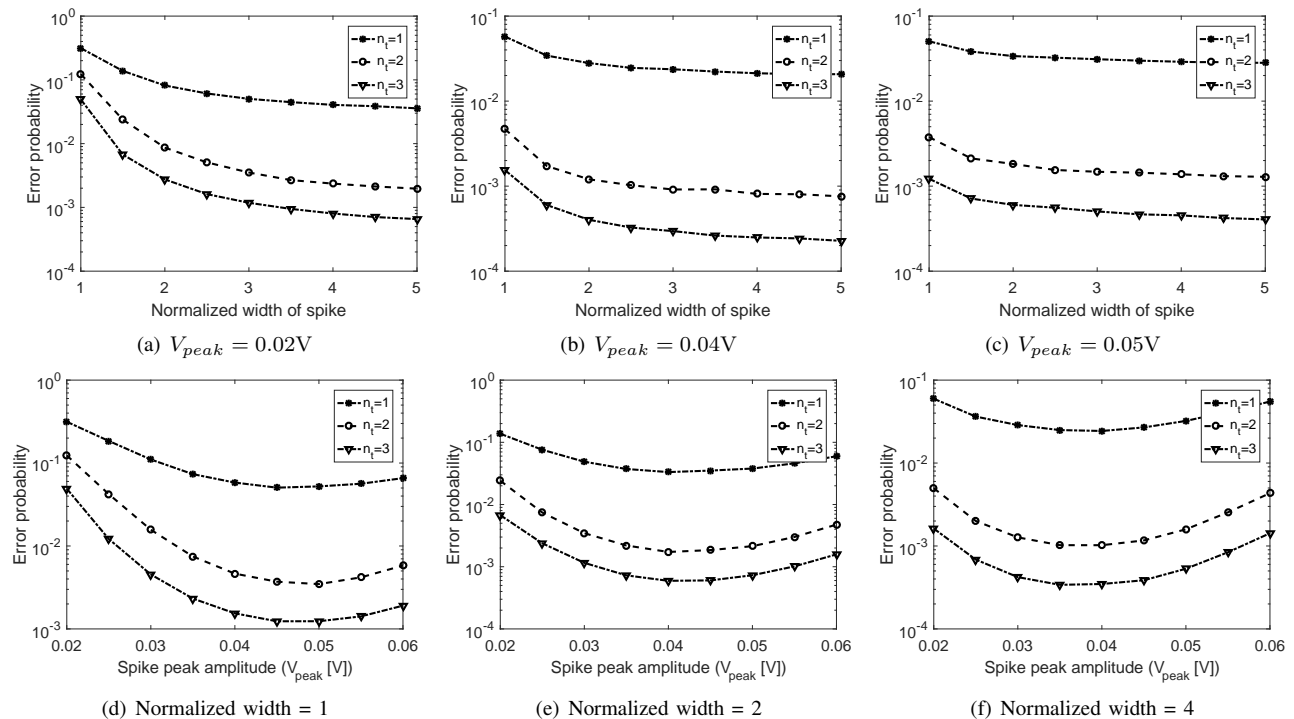 10^0
10^-1
10^-2
10^-3
10^-4
Error probability
1 2 3 4 5
Normalized width of spike
n_t=1
n_t=2
n_t=3
(a) V_peak = 0.02V
10^-1
10^-2
10^-3
10^-4
Error probability
1 2 3 4 5
Normalized width of spike
n_t=1
n_t=2
n_t=3
(b) V_peak = 0.04V
10^-1
10^-2
10^-3
10^-4
Error probability
1 2 3 4 5
Normalized width of spike
n_t=1
n_t=2
n_t=3
(c) V_peak = 0.05V
10^0
10^-1
10^-2
10^-3
Error probability
0.02 0.03 0.04 0.05 0.06
Spike peak amplitude (V_peak [V])
n_t=1
n_t=2
n_t=3
(d) Normalized width = 1
10^0
10^-1
10^-2
10^-3
10^-4
Error probability
0.02 0.03 0.04 0.05 0.06
Spike peak amplitude (V_peak [V])
n_t=1
n_t=2
n_t=3
(e) Normalized width = 2
10^-1
10^-2
10^-3
10^-4
Error probability
0.02 0.03 0.04 0.05 0.06
Spike peak amplitude (V_peak [V])
n_t=1
n_t=2
n_t=3
(f) Normalized width = 4